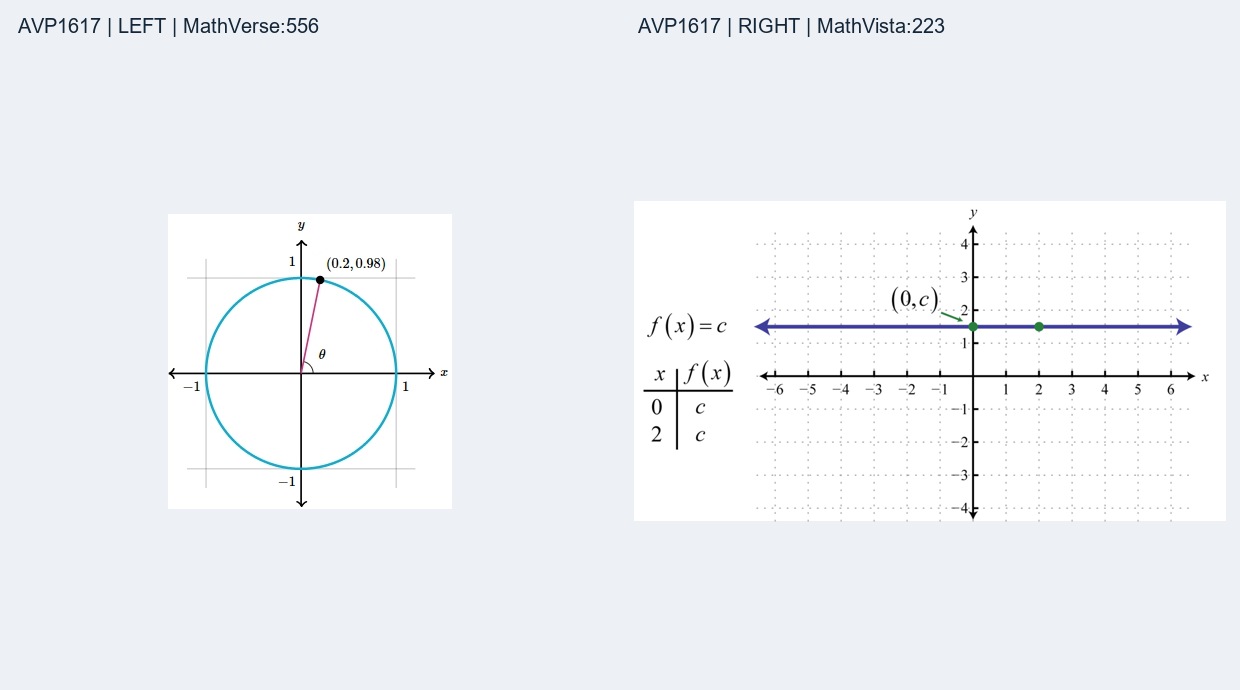 AVP1617 | LEFT | MathVerse:556
y
1
(0.2, 0.98)
θ
x
−1
1
−1
AVP1617 | RIGHT | MathVista:223
y
4
3
(0,c)
2
f(x)=c
1
x f(x)
0 c
2 c
x
−6 −5 −4 −3 −2 −1 1 2 3 4 5 6
−1
−2
−3
−4